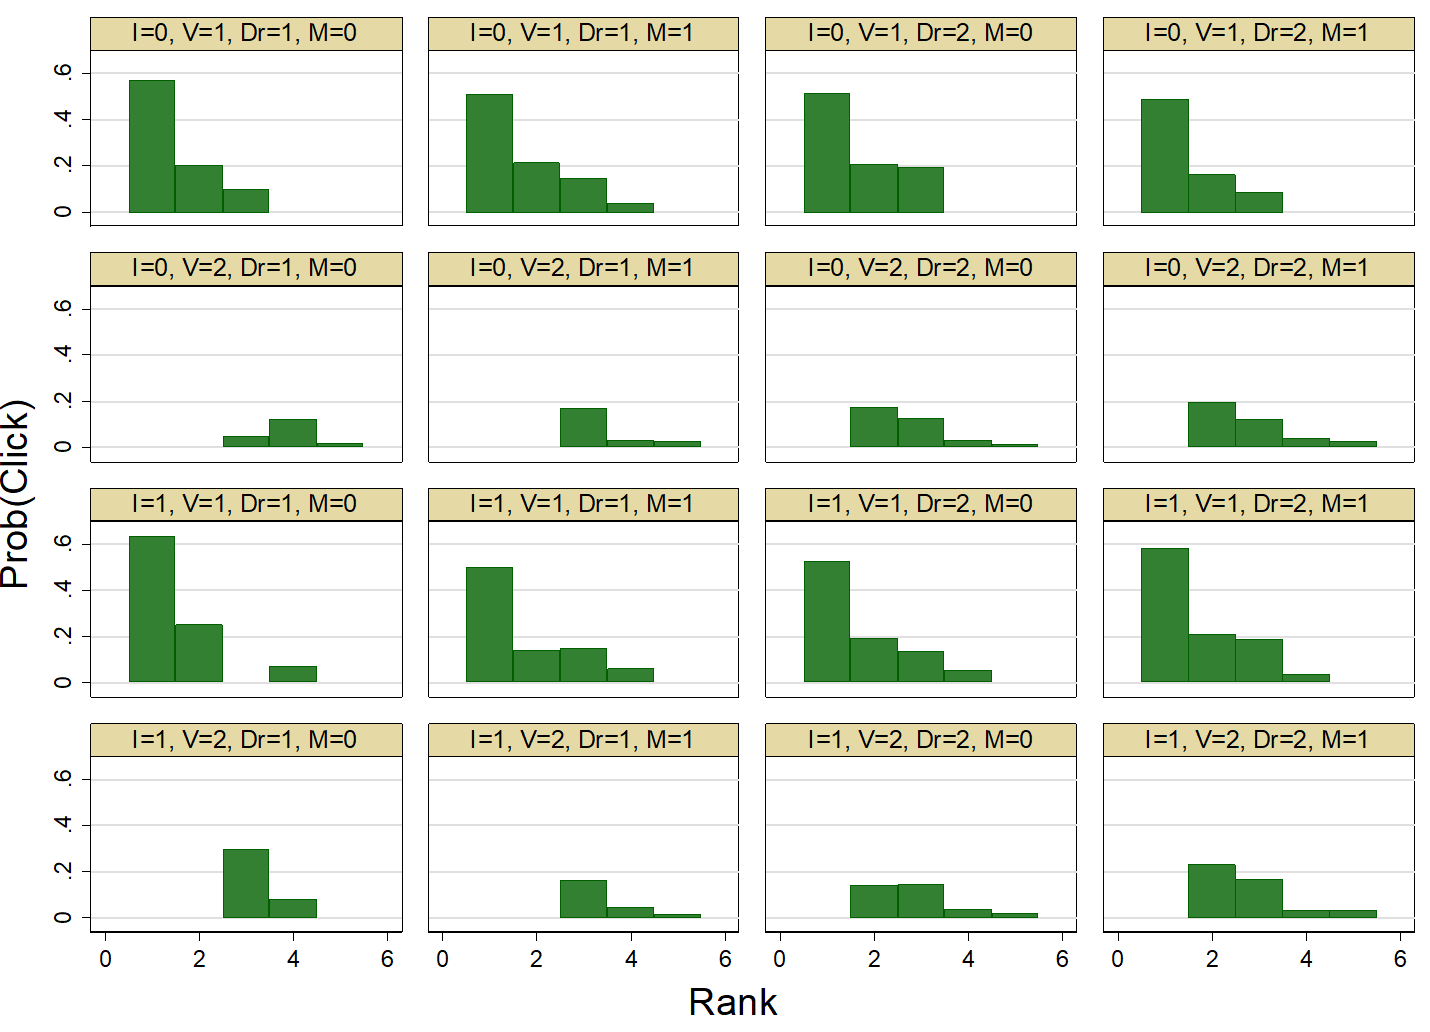 I=0, V=1, Dr=1, M=0
I=0, V=1, Dr=1, M=1
I=0, V=1, Dr=2, M=0
I=0, V=1, Dr=2, M=1
.6
.4
.2
0
I=0, V=2, Dr=1, M=0
I=0, V=2, Dr=1, M=1
I=0, V=2, Dr=2, M=0
I=0, V=2, Dr=2, M=1
.6
.4
.2
0
Prob(Click)
I=1, V=1, Dr=1, M=0
I=1, V=1, Dr=1, M=1
I=1, V=1, Dr=2, M=0
I=1, V=1, Dr=2, M=1
.6
.4
.2
0
I=1, V=2, Dr=1, M=0
I=1, V=2, Dr=1, M=1
I=1, V=2, Dr=2, M=0
I=1, V=2, Dr=2, M=1
.6
.4
.2
0
0 2 4 6
0 2 4 6
0 2 4 6
0 2 4 6
Rank